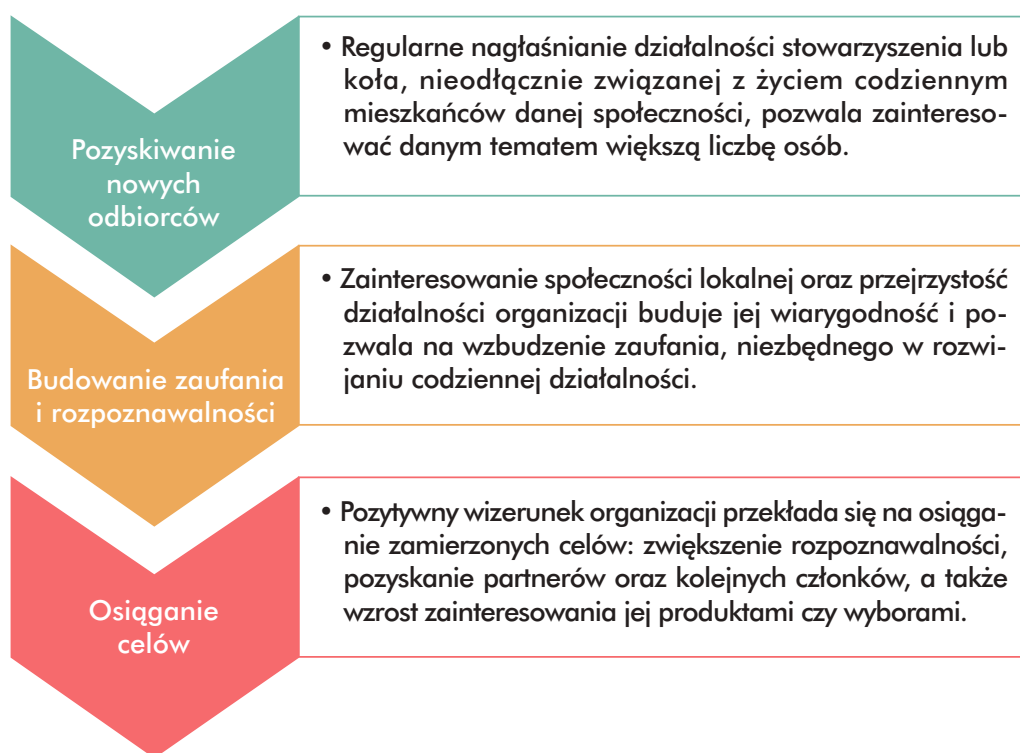 Pozyskiwanie
nowych
odbiorców
• Regularne nagłaśnianie działalności stowarzyszenia lub
koła, nieodłącznie związanej z życiem codziennym
mieszkańców danej społeczności, pozwala zaintereso-
wać danym tematem większą liczbę osób.
Budowanie zaufania
i rozpoznawalności
• Zainteresowanie społeczności lokalnej oraz przejrzystość
działalności organizacji buduje jej wiarygodność i po-
zwala na wzbudzenie zaufania, niezbędnego w rozwi-
janiu codziennej działalności.
Osiąganie
celów
• Pozytywny wizerunek organizacji przekłada się na osiąga-
nie zamierzonych celów: zwiększenie rozpoznawalności,
pozyskanie partnerów oraz kolejnych członków, a także
wzrost zainteresowania jej produktami czy wyborami.